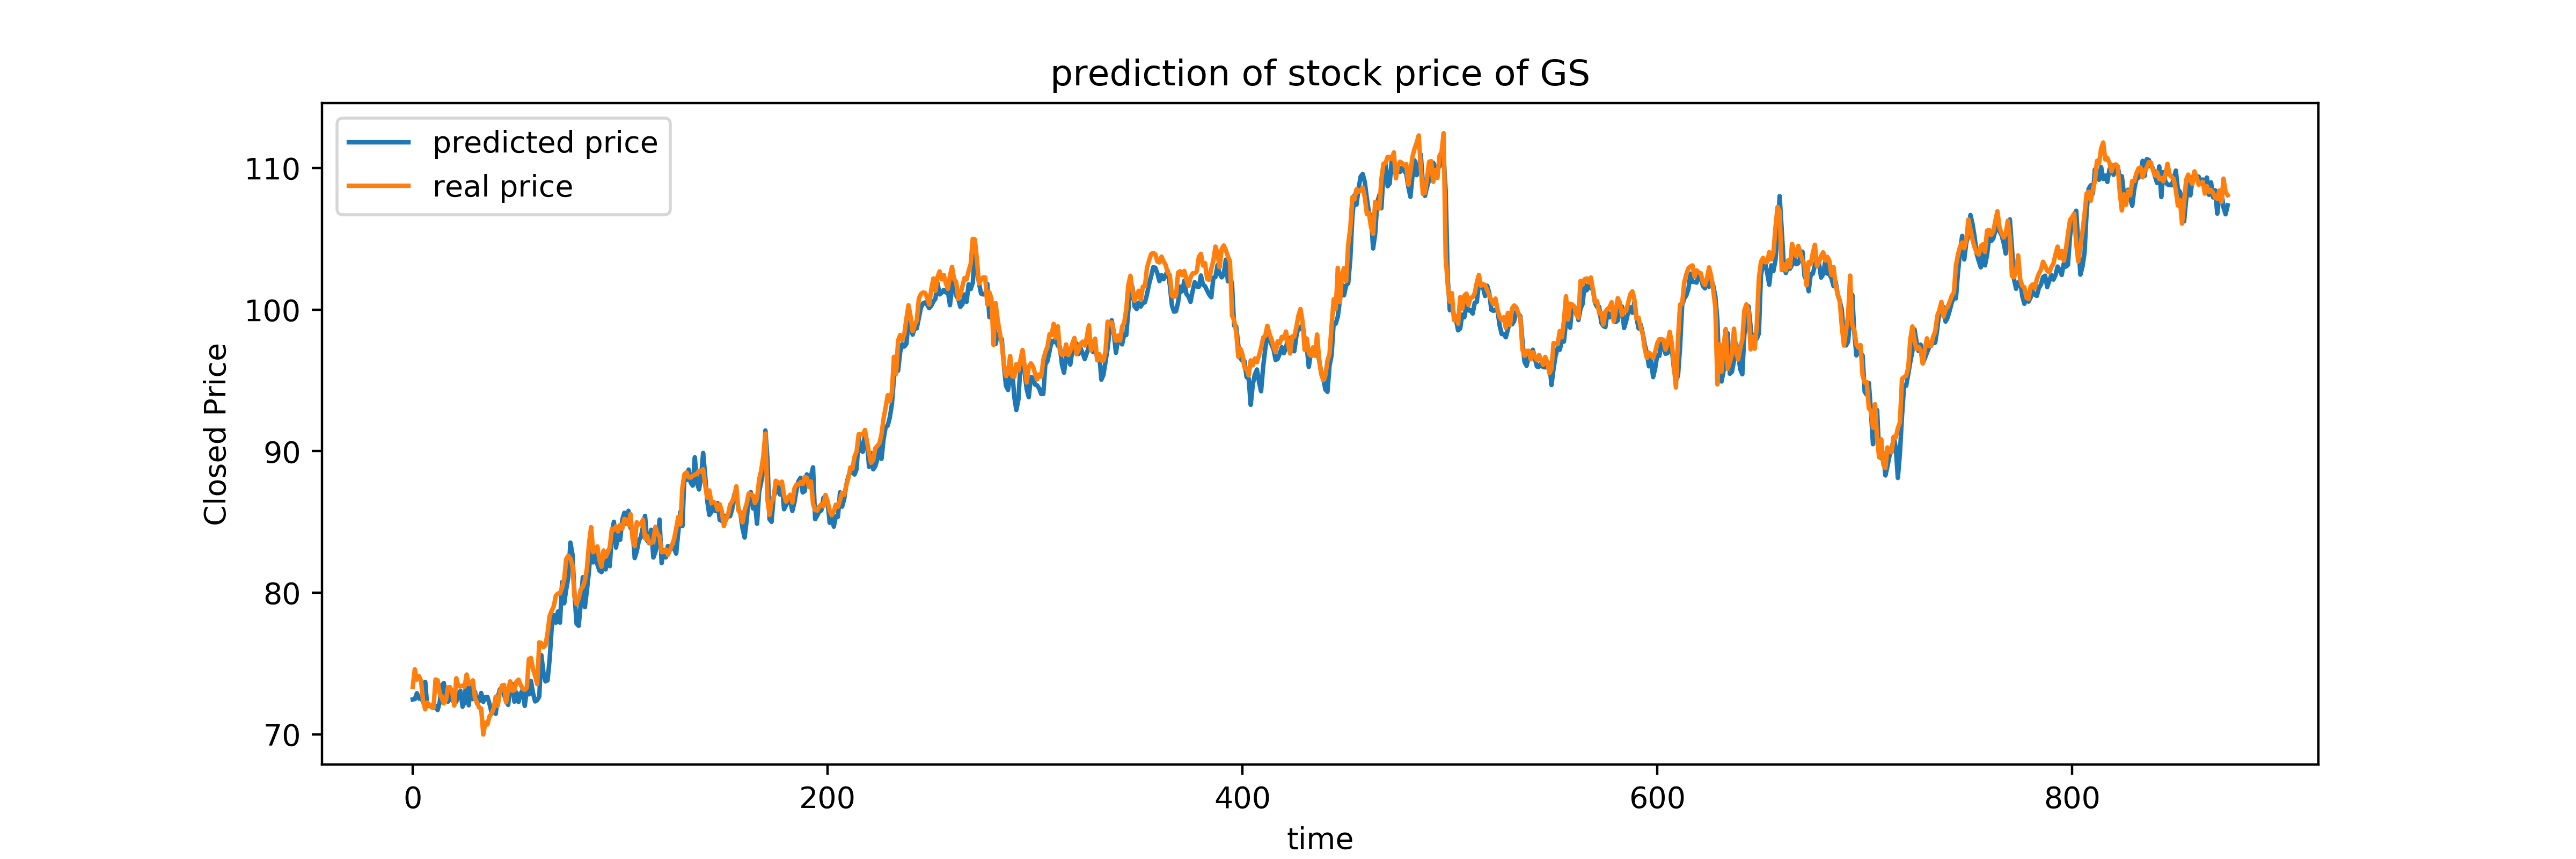 prediction of stock price of GS
predicted price
real price
Closed Price
110
100
90
80
70
0 200 400 600 800
time